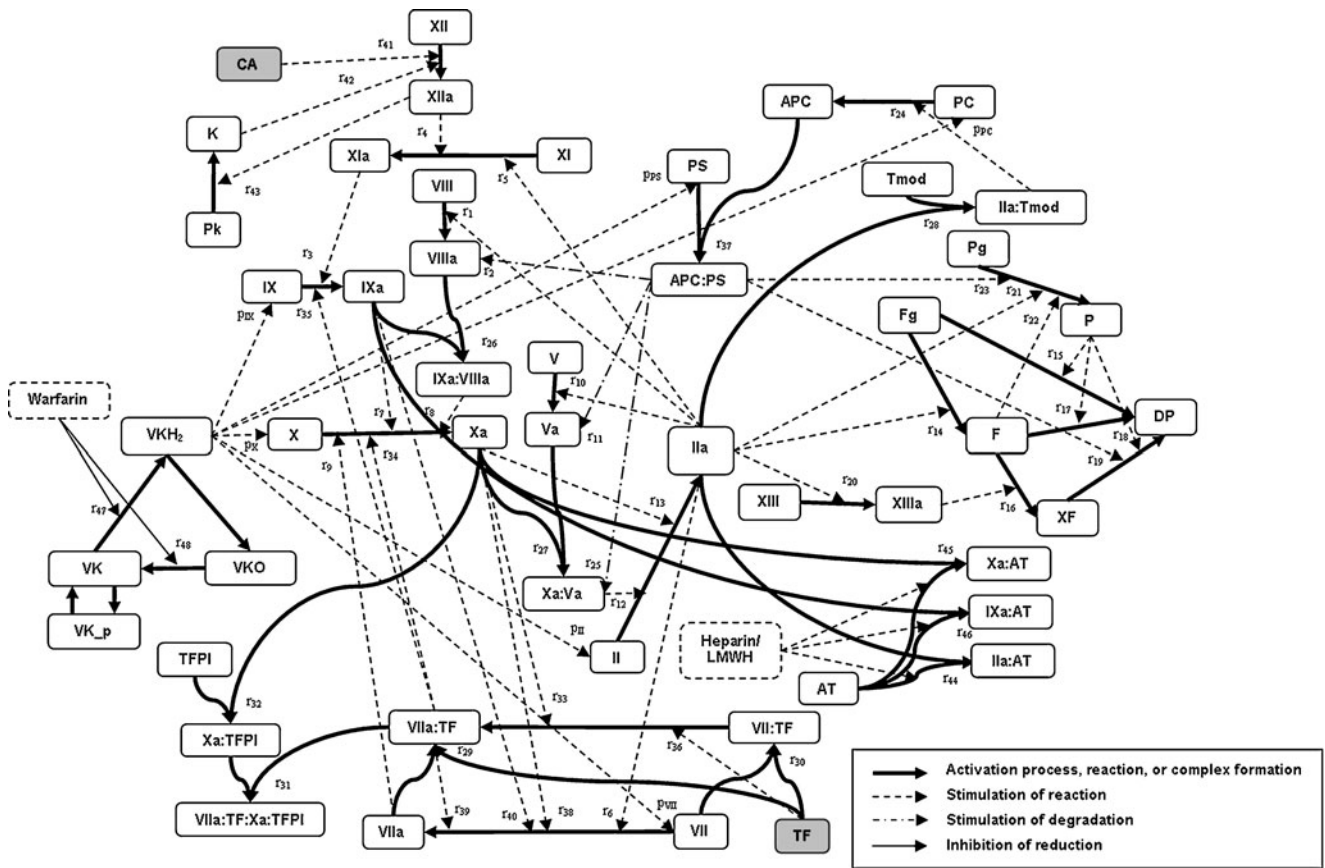 XII
r41
CA
r42
XIIa
APC
PC
r24
pPC
K
r4
XIa
XI
r43
PS
pPS
r5
Tmod
IIa:Tmod
VIII
r1
Pk
r28
r37
Pg
r3
VIIIa
r2
APC:PS
r23
r21
IX
IXa
r35
pIX
Fg
r22
P
r26
r15
V
r10
IXa:VIIIa
Warfarin
VKH2
r7
r8
r17
DP
X
pX
Xa
Va
r11
IIa
r14
F
r18
r9
r34
r19
r20
r13
XIII
XIIIa
r16
XF
r47
r48
r27
r25
r45
VK
VKO
Xa:Va
r12
Xa:AT
IXa:AT
VK_p
pII
II
Heparin/
LMWH
r46
TFPI
IIa:AT
AT
r44
r32
r33
Xa:TFPI
VIIa:TF
VII:TF
r29
r36
r30
r31
Activation process, reaction, or complex formation
Stimulation of reaction
pVII
r39
r40
r38
r6
VIIa:TF:Xa:TFPI
VIIa
VII
TF
Stimulation of degradation
Inhibition of reduction